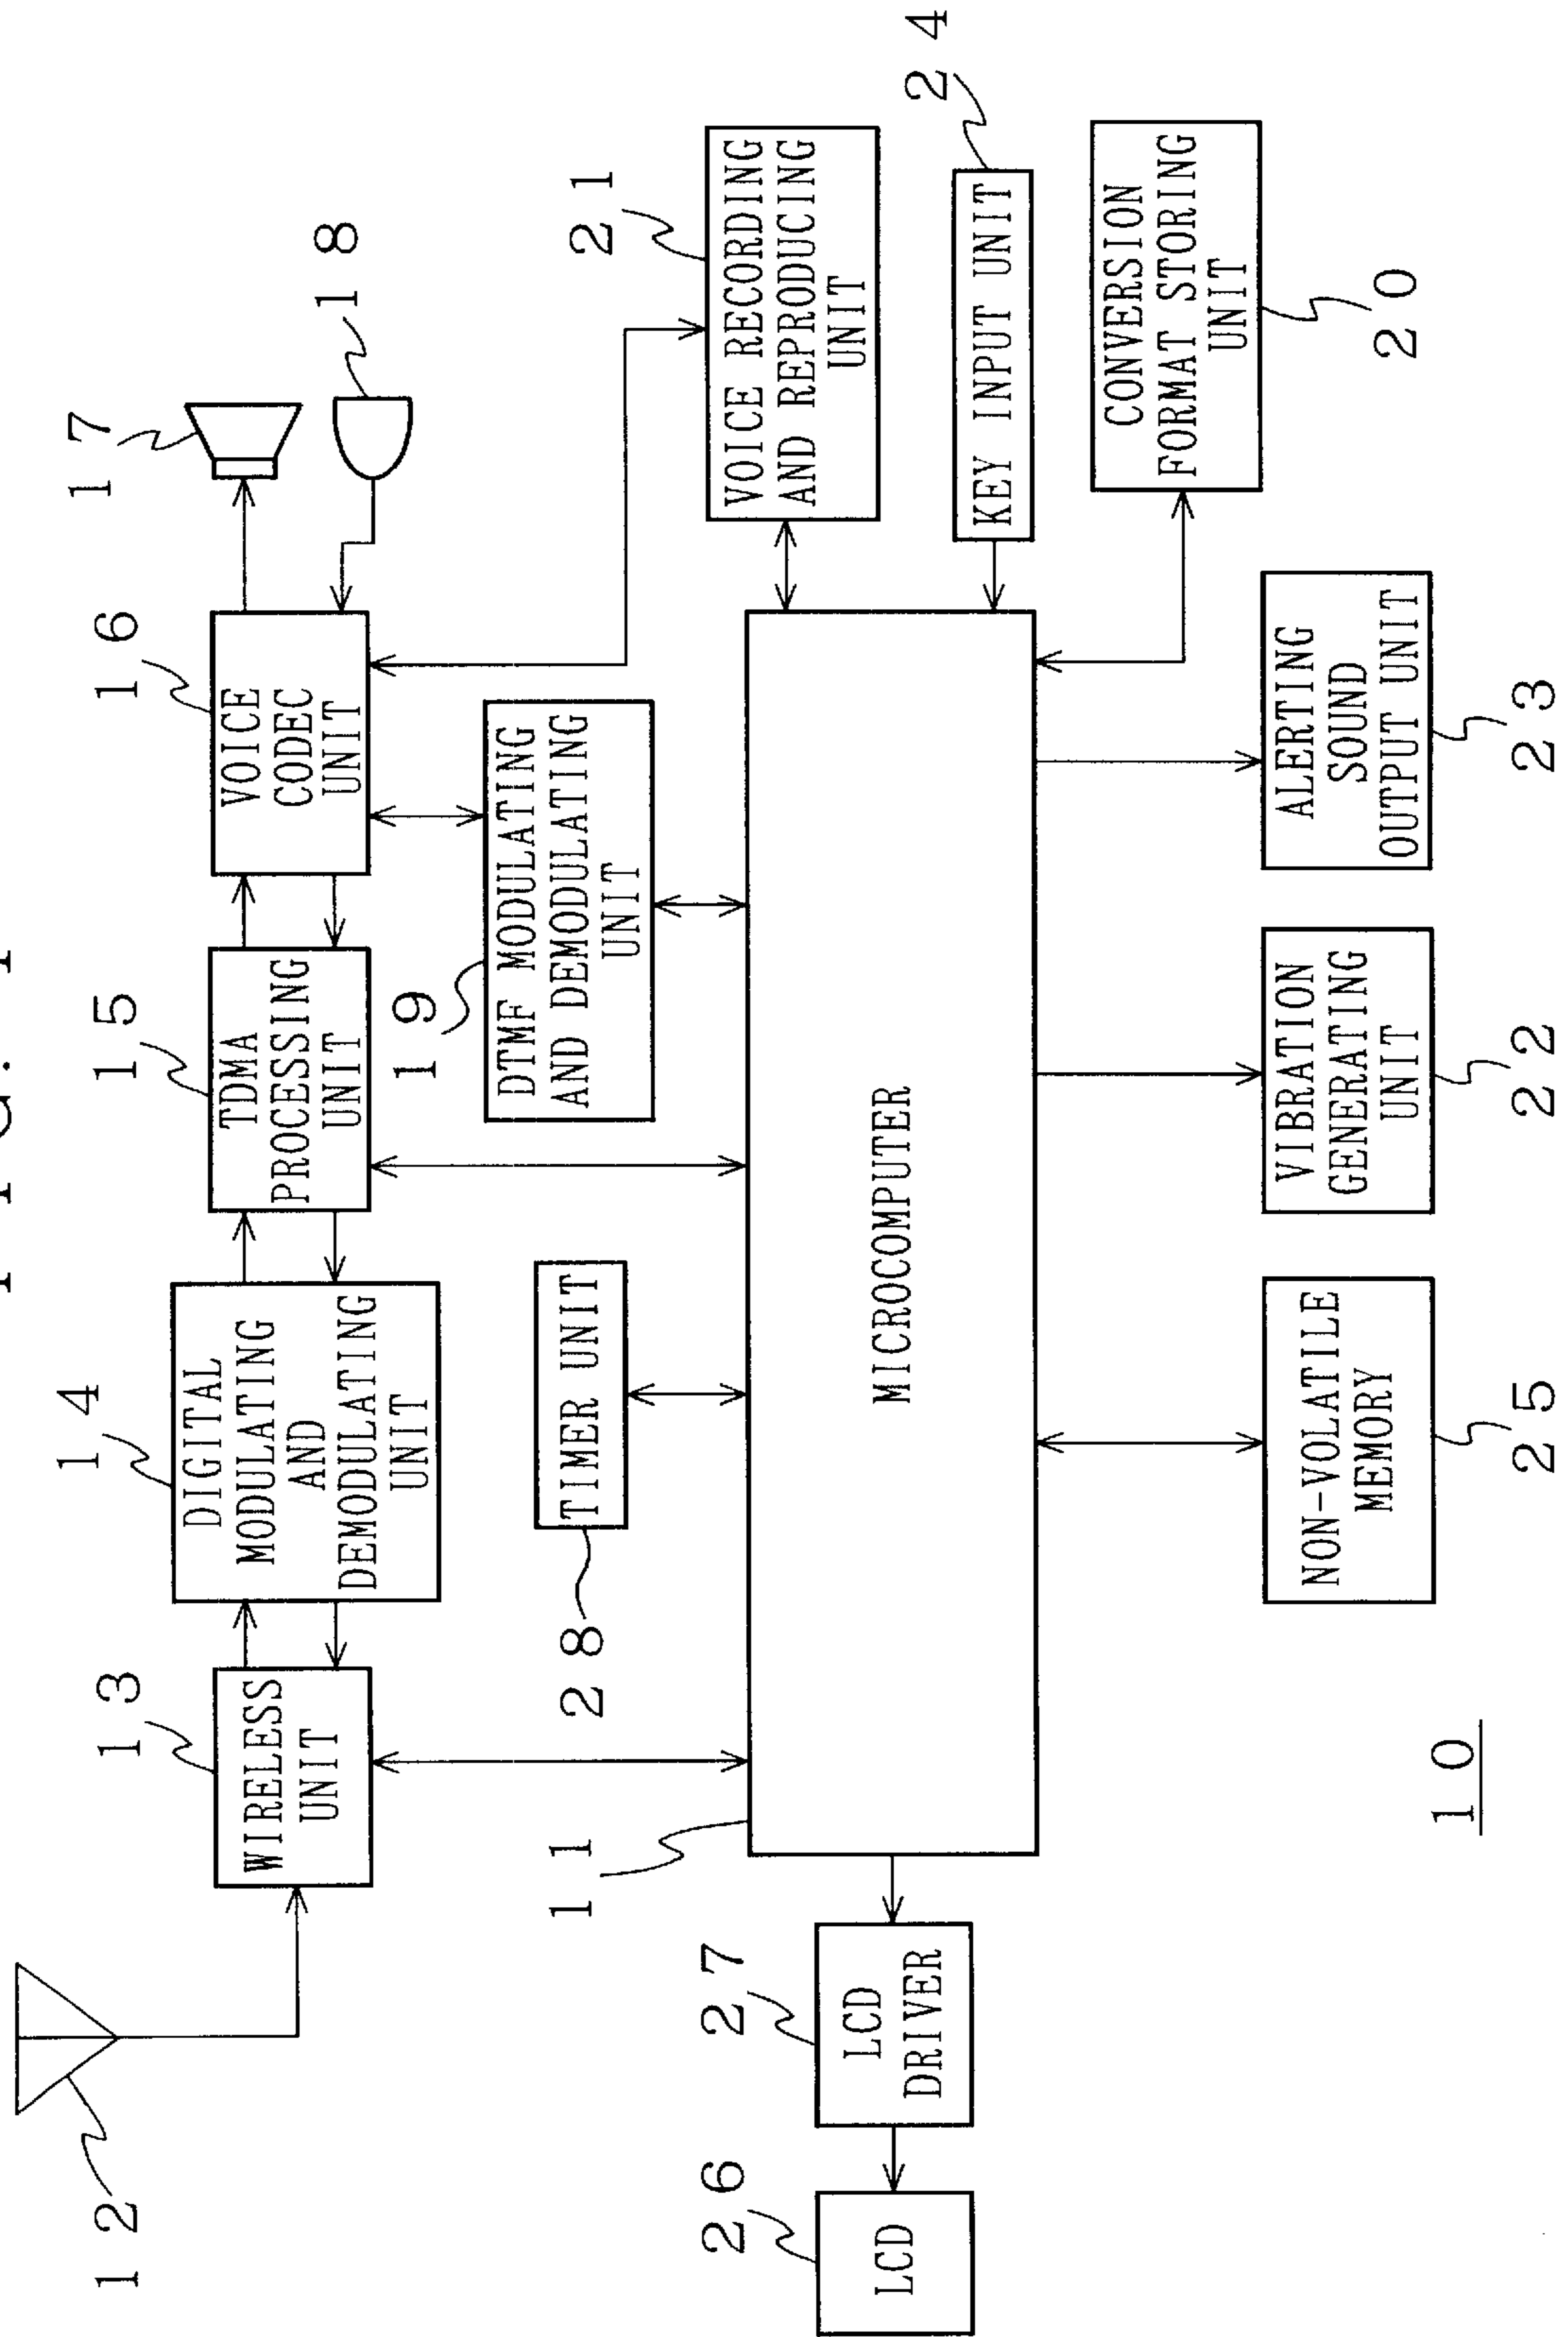 12
13
WIRELESS
UNIT
14
DIGITAL
MODULATING
AND
DEMODULATING
UNIT
15
TDMA
PROCESSING
UNIT
16
VOICE
CODEC
UNIT
17
18
28
TIMER UNIT
19
DTMF MODULATING
AND DEMODULATING
UNIT
21
VOICE RECORDING
AND REPRODUCING
UNIT
24
KEY INPUT UNIT
CONVERSION
FORMAT STORING
UNIT
20
11
MICROCOMPUTER
26
LCD
27
LCD
DRIVER
NON-VOLATILE
MEMORY
25
VIBRATION
GENERATING
UNIT
22
ALERTING
SOUND
OUTPUT UNIT
23
10